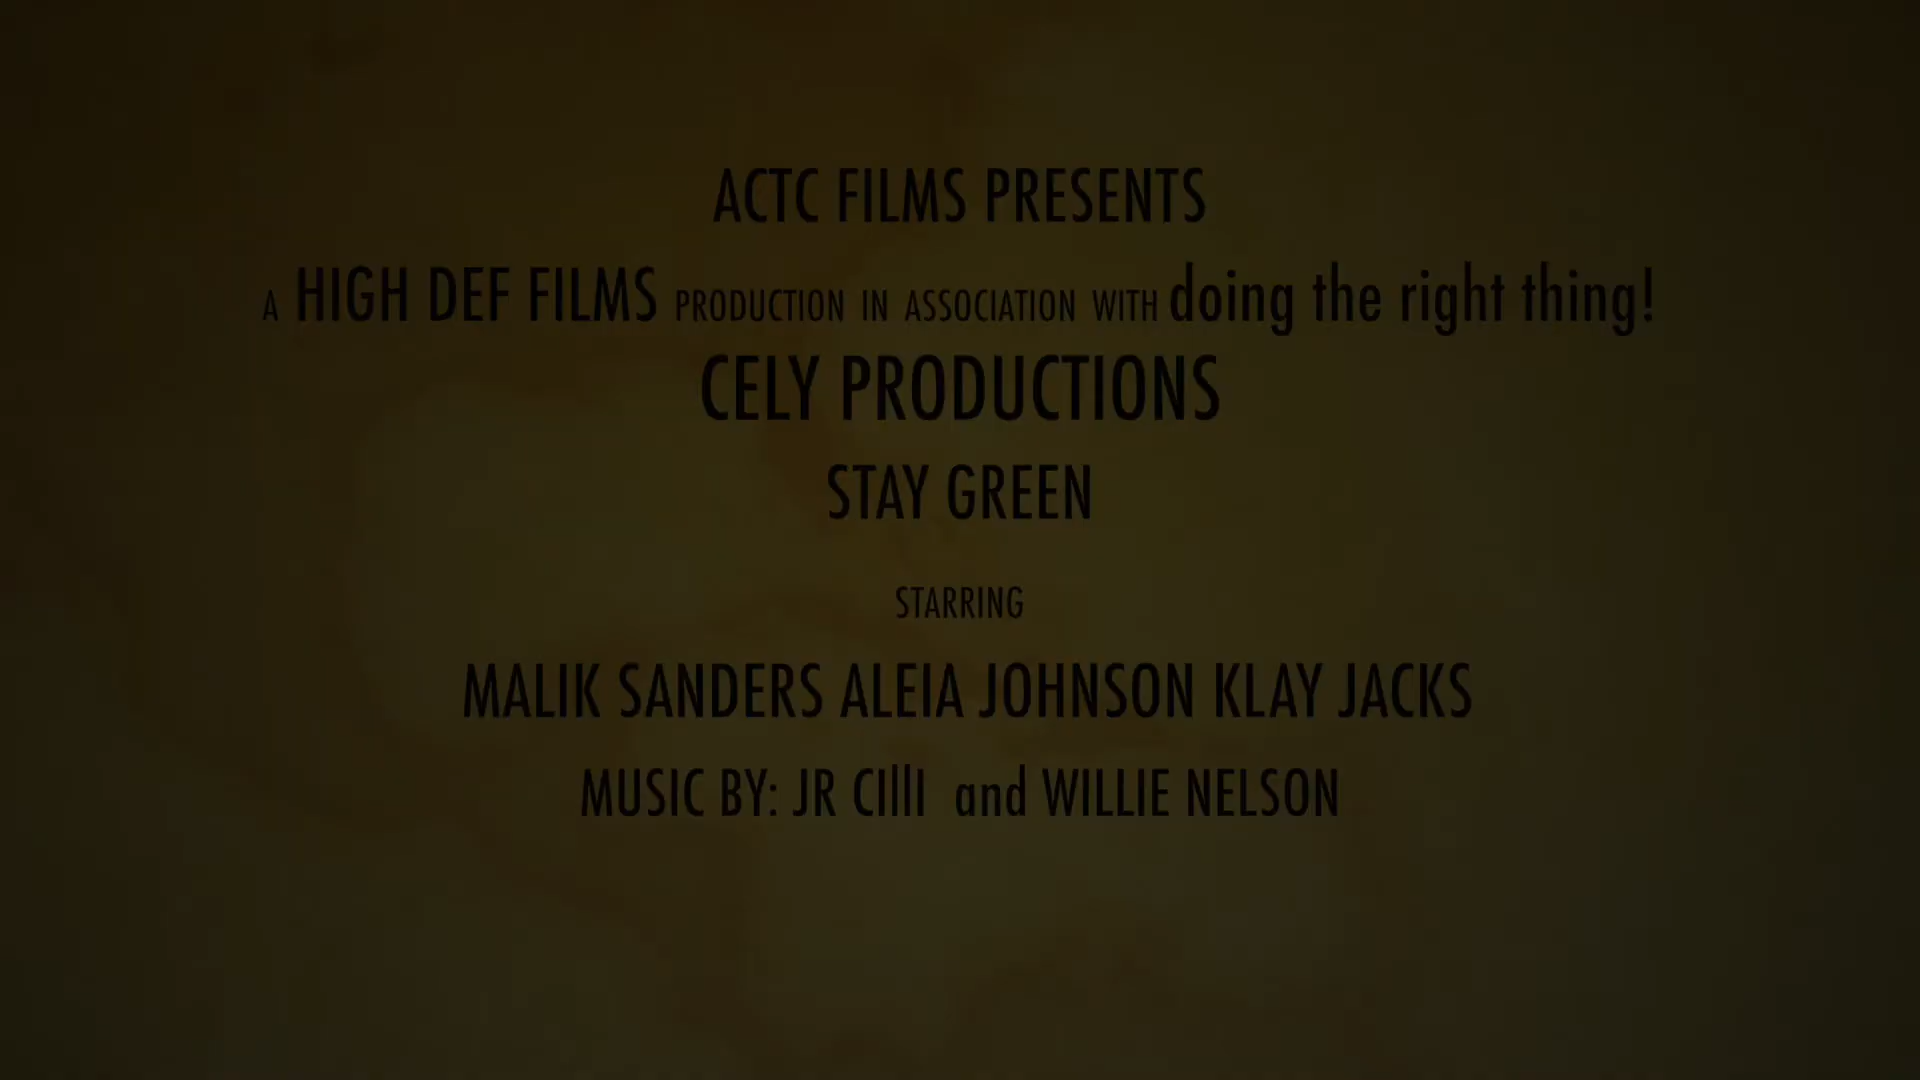 ACTC FILMS PRESENTS
A HIGH DEF FILMS PRODUCTION IN ASSOCIATION WITH doing the right thing!
CELY PRODUCTIONS
STAY GREEN
STARRING
MALIK SANDERS ALEIA JOHNSON KLAY JACKS
MUSIC BY: JR CIllI and WILLIE NELSON